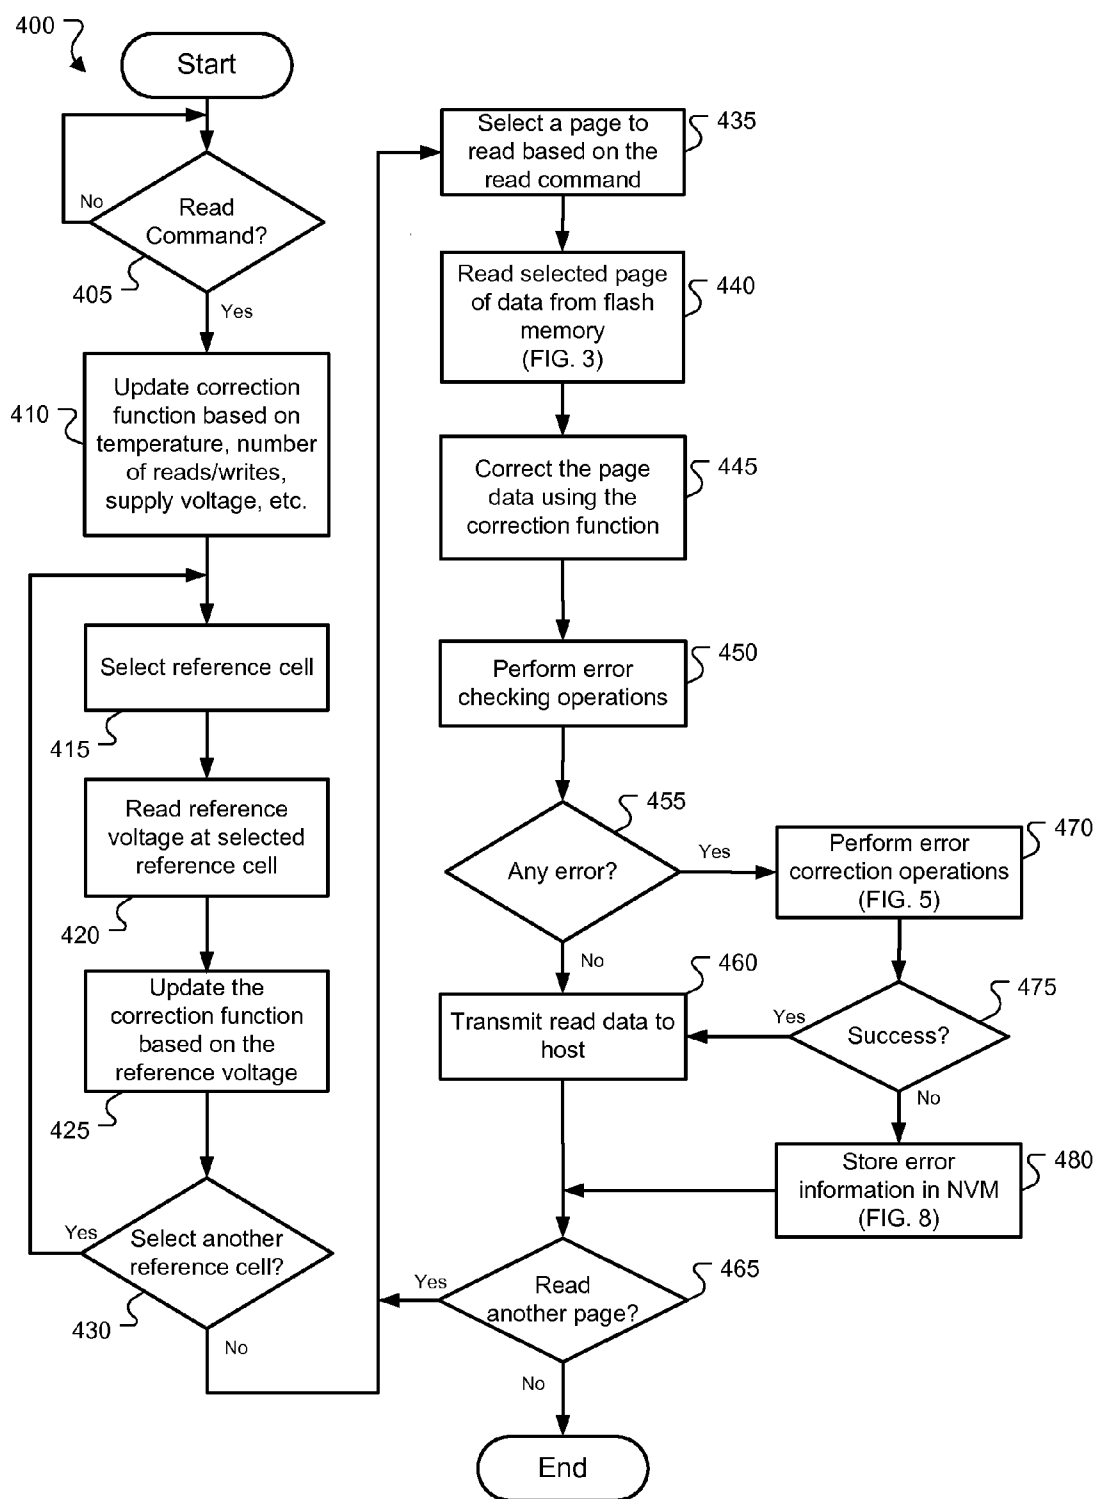 400
Start
No
Read
Command?
405
Yes
410
Update correction
function based on
temperature, number
of reads/writes,
supply voltage, etc.
Select reference cell
415
Read reference
voltage at selected
reference cell
420
Update the
correction function
based on the
reference voltage
425
Yes
Select another
reference cell?
430
No
Select a page to
read based on the
read command
435
Read selected page
of data from flash
memory
(FIG. 3)
440
Correct the page
data using the
correction function
445
Perform error
checking operations
450
455
Any error?
Yes
No
Perform error
correction operations
(FIG. 5)
470
460
Transmit read data to
host
475
Yes
Success?
No
Store error
information in NVM
(FIG. 8)
480
465
Yes
Read
another page?
No
End